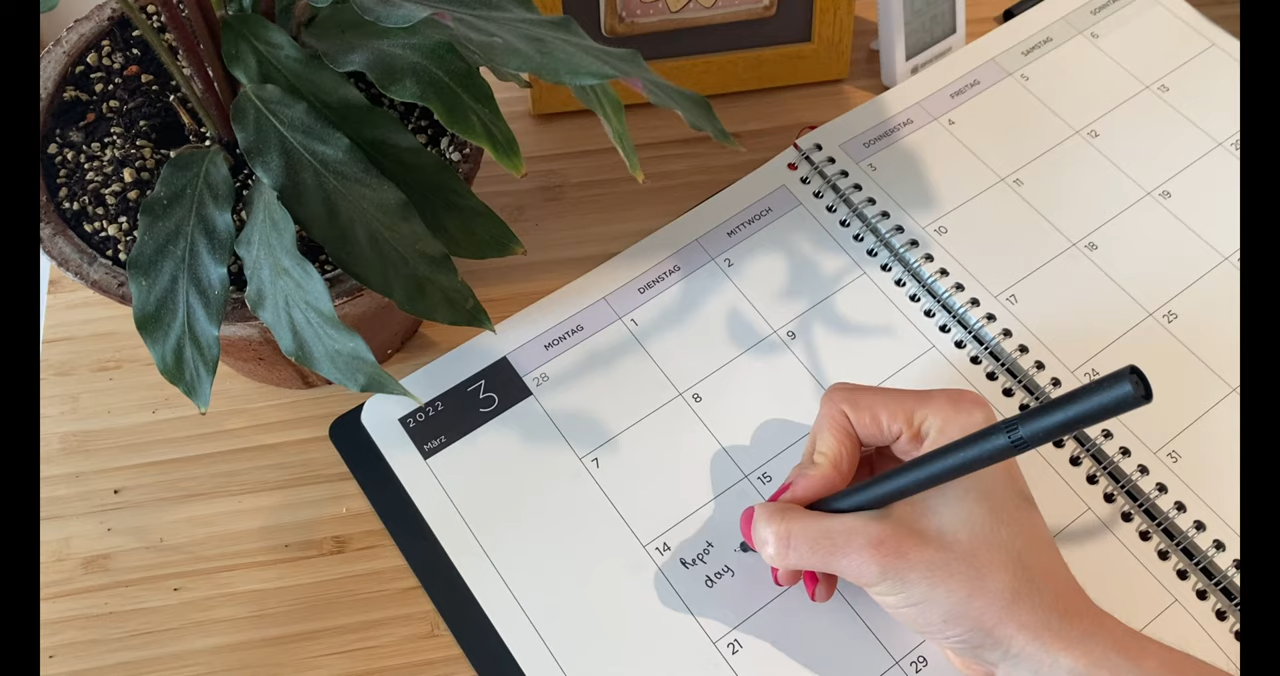 2022
3
März
MONTAG
DIENSTAG
MITTWOCH
DONNERSTAG
FREITAG
SAMSTAG
28
1
2
3
4
5
6
7
8
9
10
11
12
13
14
15
17
18
19
21
24
25
29
31
Repot
day